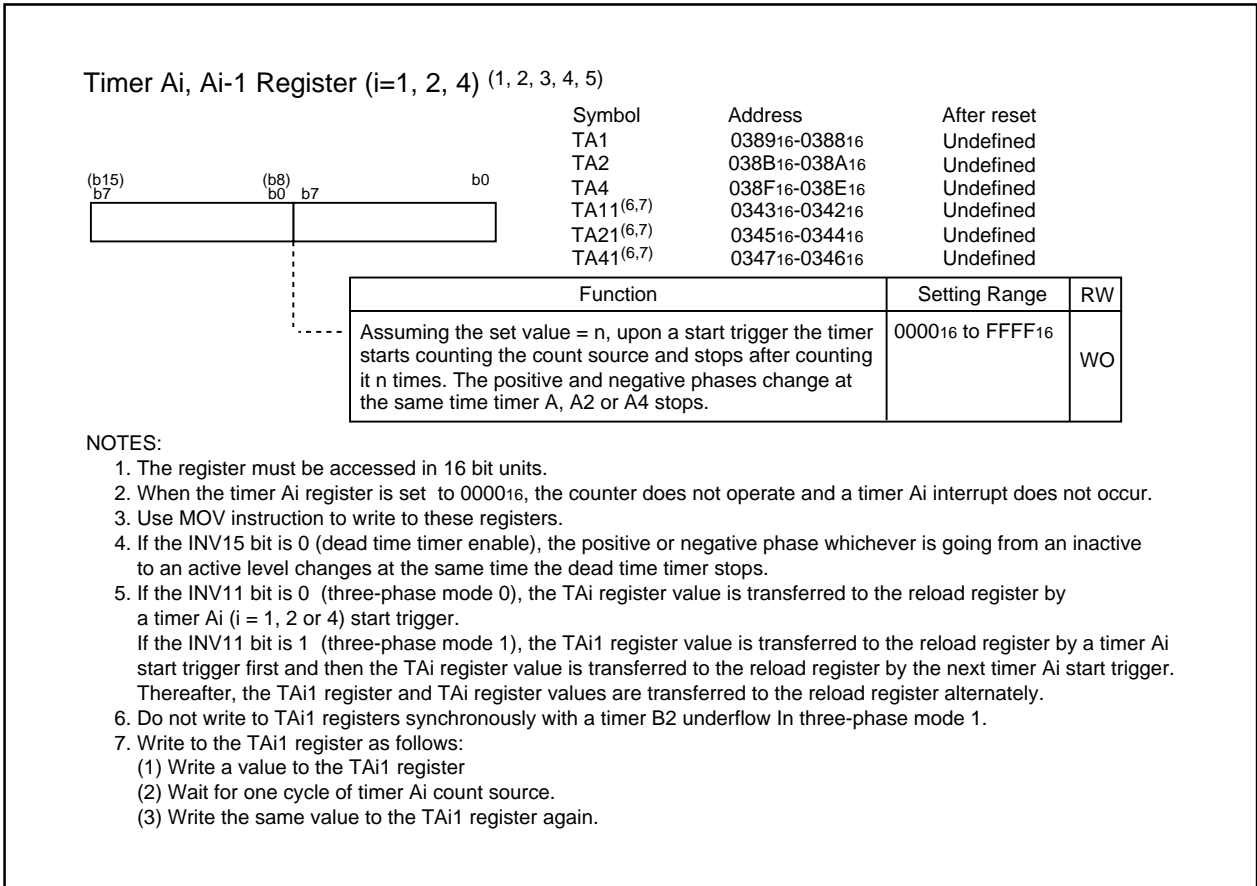 Timer Ai, Ai-1 Register (i=1, 2, 4) (1, 2, 3, 4, 5)
Symbol Address After reset
TA1 038916-038816 Undefined
TA2 038B16-038A16 Undefined
TA4 038F16-038E16 Undefined
TA11(6,7) 034316-034216 Undefined
TA21(6,7) 034516-034416 Undefined
TA41(6,7) 034716-034616 Undefined
(b15) (b8) b0
b7 b0 b7
Function Setting Range RW
Assuming the set value = n, upon a start trigger the timer 000016 to FFFF16
starts counting the count source and stops after counting
it n times. The positive and negative phases change at
the same time timer A, A2 or A4 stops.
WO
NOTES:
1. The register must be accessed in 16 bit units.
2. When the timer Ai register is set to 000016, the counter does not operate and a timer Ai interrupt does not occur.
3. Use MOV instruction to write to these registers.
4. If the INV15 bit is 0 (dead time timer enable), the positive or negative phase whichever is going from an inactive
to an active level changes at the same time the dead time timer stops.
5. If the INV11 bit is 0 (three-phase mode 0), the TAi register value is transferred to the reload register by
a timer Ai (i = 1, 2 or 4) start trigger.
If the INV11 bit is 1 (three-phase mode 1), the TAi1 register value is transferred to the reload register by a timer Ai
start trigger first and then the TAi register value is transferred to the reload register by the next timer Ai start trigger.
Thereafter, the TAi1 register and TAi register values are transferred to the reload register alternately.
6. Do not write to TAi1 registers synchronously with a timer B2 underflow In three-phase mode 1.
7. Write to the TAi1 register as follows:
(1) Write a value to the TAi1 register
(2) Wait for one cycle of timer Ai count source.
(3) Write the same value to the TAi1 register again.